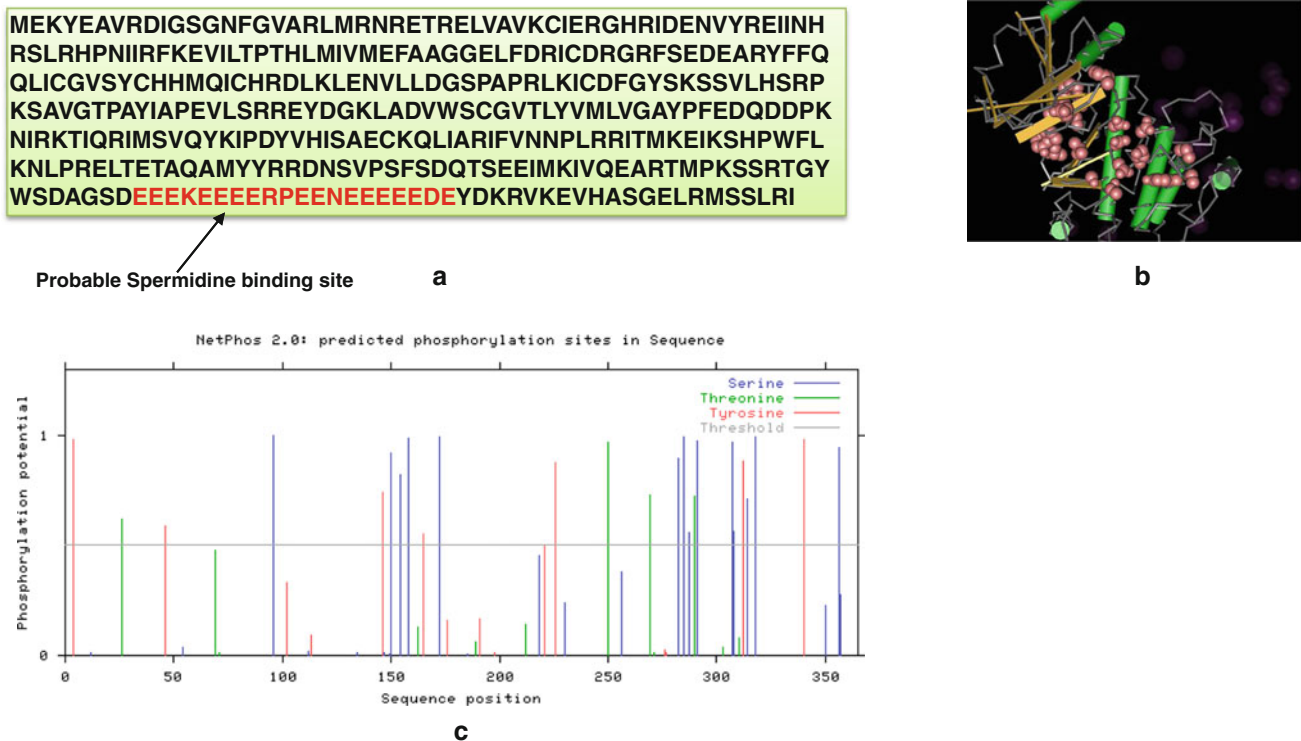 MEKYEAVRDIGSGNFGVARLMRNRETRELVAVKCIERGHRIDENVYREIINH
RSLRHPNIIRFKEVILTPTHLMIVMEFAAGGELFDRICDRGRFSEDEARYFFQ
QLICGVSYCHHMQICHRDLKLENVLLDGSPAPRLKICDFGYSKSSVLHSRP
KSAVGTPAYIAPEVLSRREYDGKLADVWSCGVTLYVMLVGAYPFEDQDDPK
NIRKTIQRIMSVQYKIPDYVHISAECKQLIARIFVNNPLRRITMKEIKSHPWFL
KNLPRELTETAQAMYYRRDNSVPSFSDQTSEEIMKIVQEARTMPKSSRTGY
WSDAGSDEEEKEEEERPEENEEEEEDEYDKRVKEVHASGELRMSSLRI
Probable Spermidine binding site
a
b
NetPhos 2.0: predicted phosphorylation sites in Sequence
Serine
Threonine
Tyrosine
Threshold
Phosphorylation potential
1
0
0 50 100 150 200 250 300 350
Sequence position
c